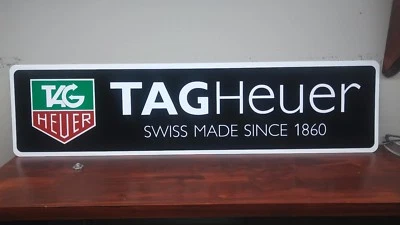 TAG
HEUER
TAGHeuer
SWISS MADE SINCE 1860